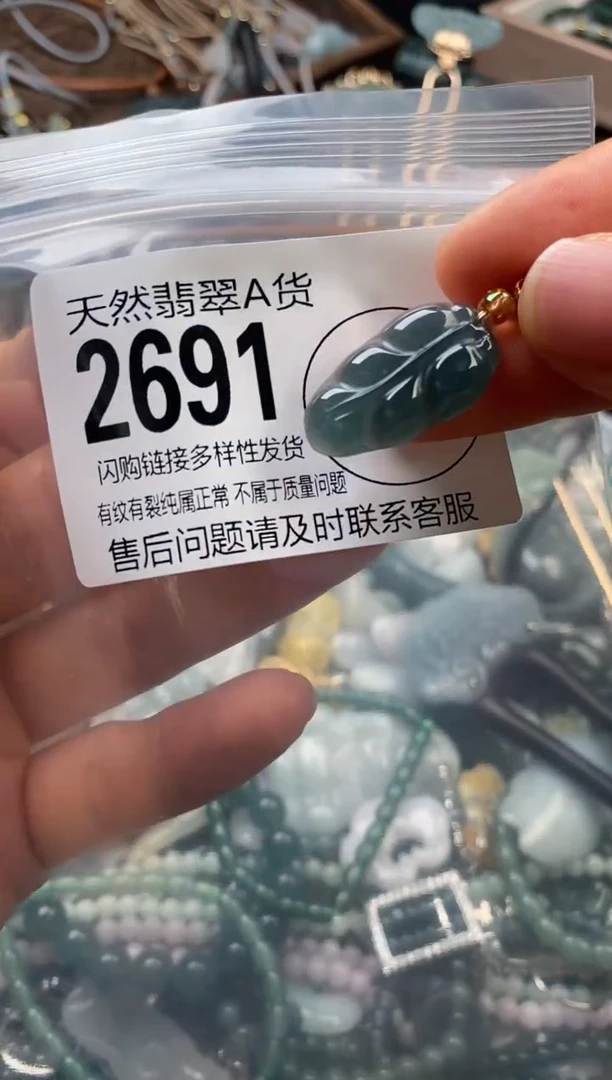 天然翡翠A货
2691
闪购链接多样性发货
有纹有裂纯属正常 不属于质量问题
售后问题请及时联系客服